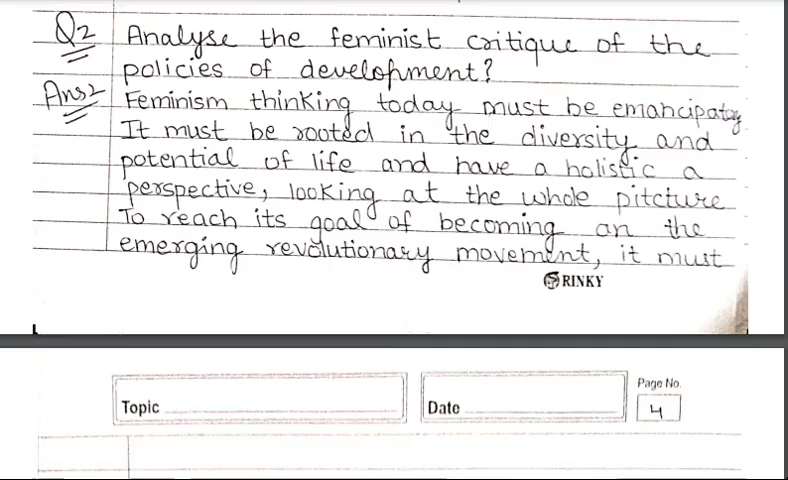 Q2 Analyse the feminist critique of the
policies of development?
Ans2 Feminism thinking today must be emancipatory
It must be rooted in the diversity and
potential of life and have a holistic a
perspective, looking at the whole pitcture
To reach its goal of becoming an the
emerging revolutionary movement, it must
RINKY
Page No.
Topic Date 4